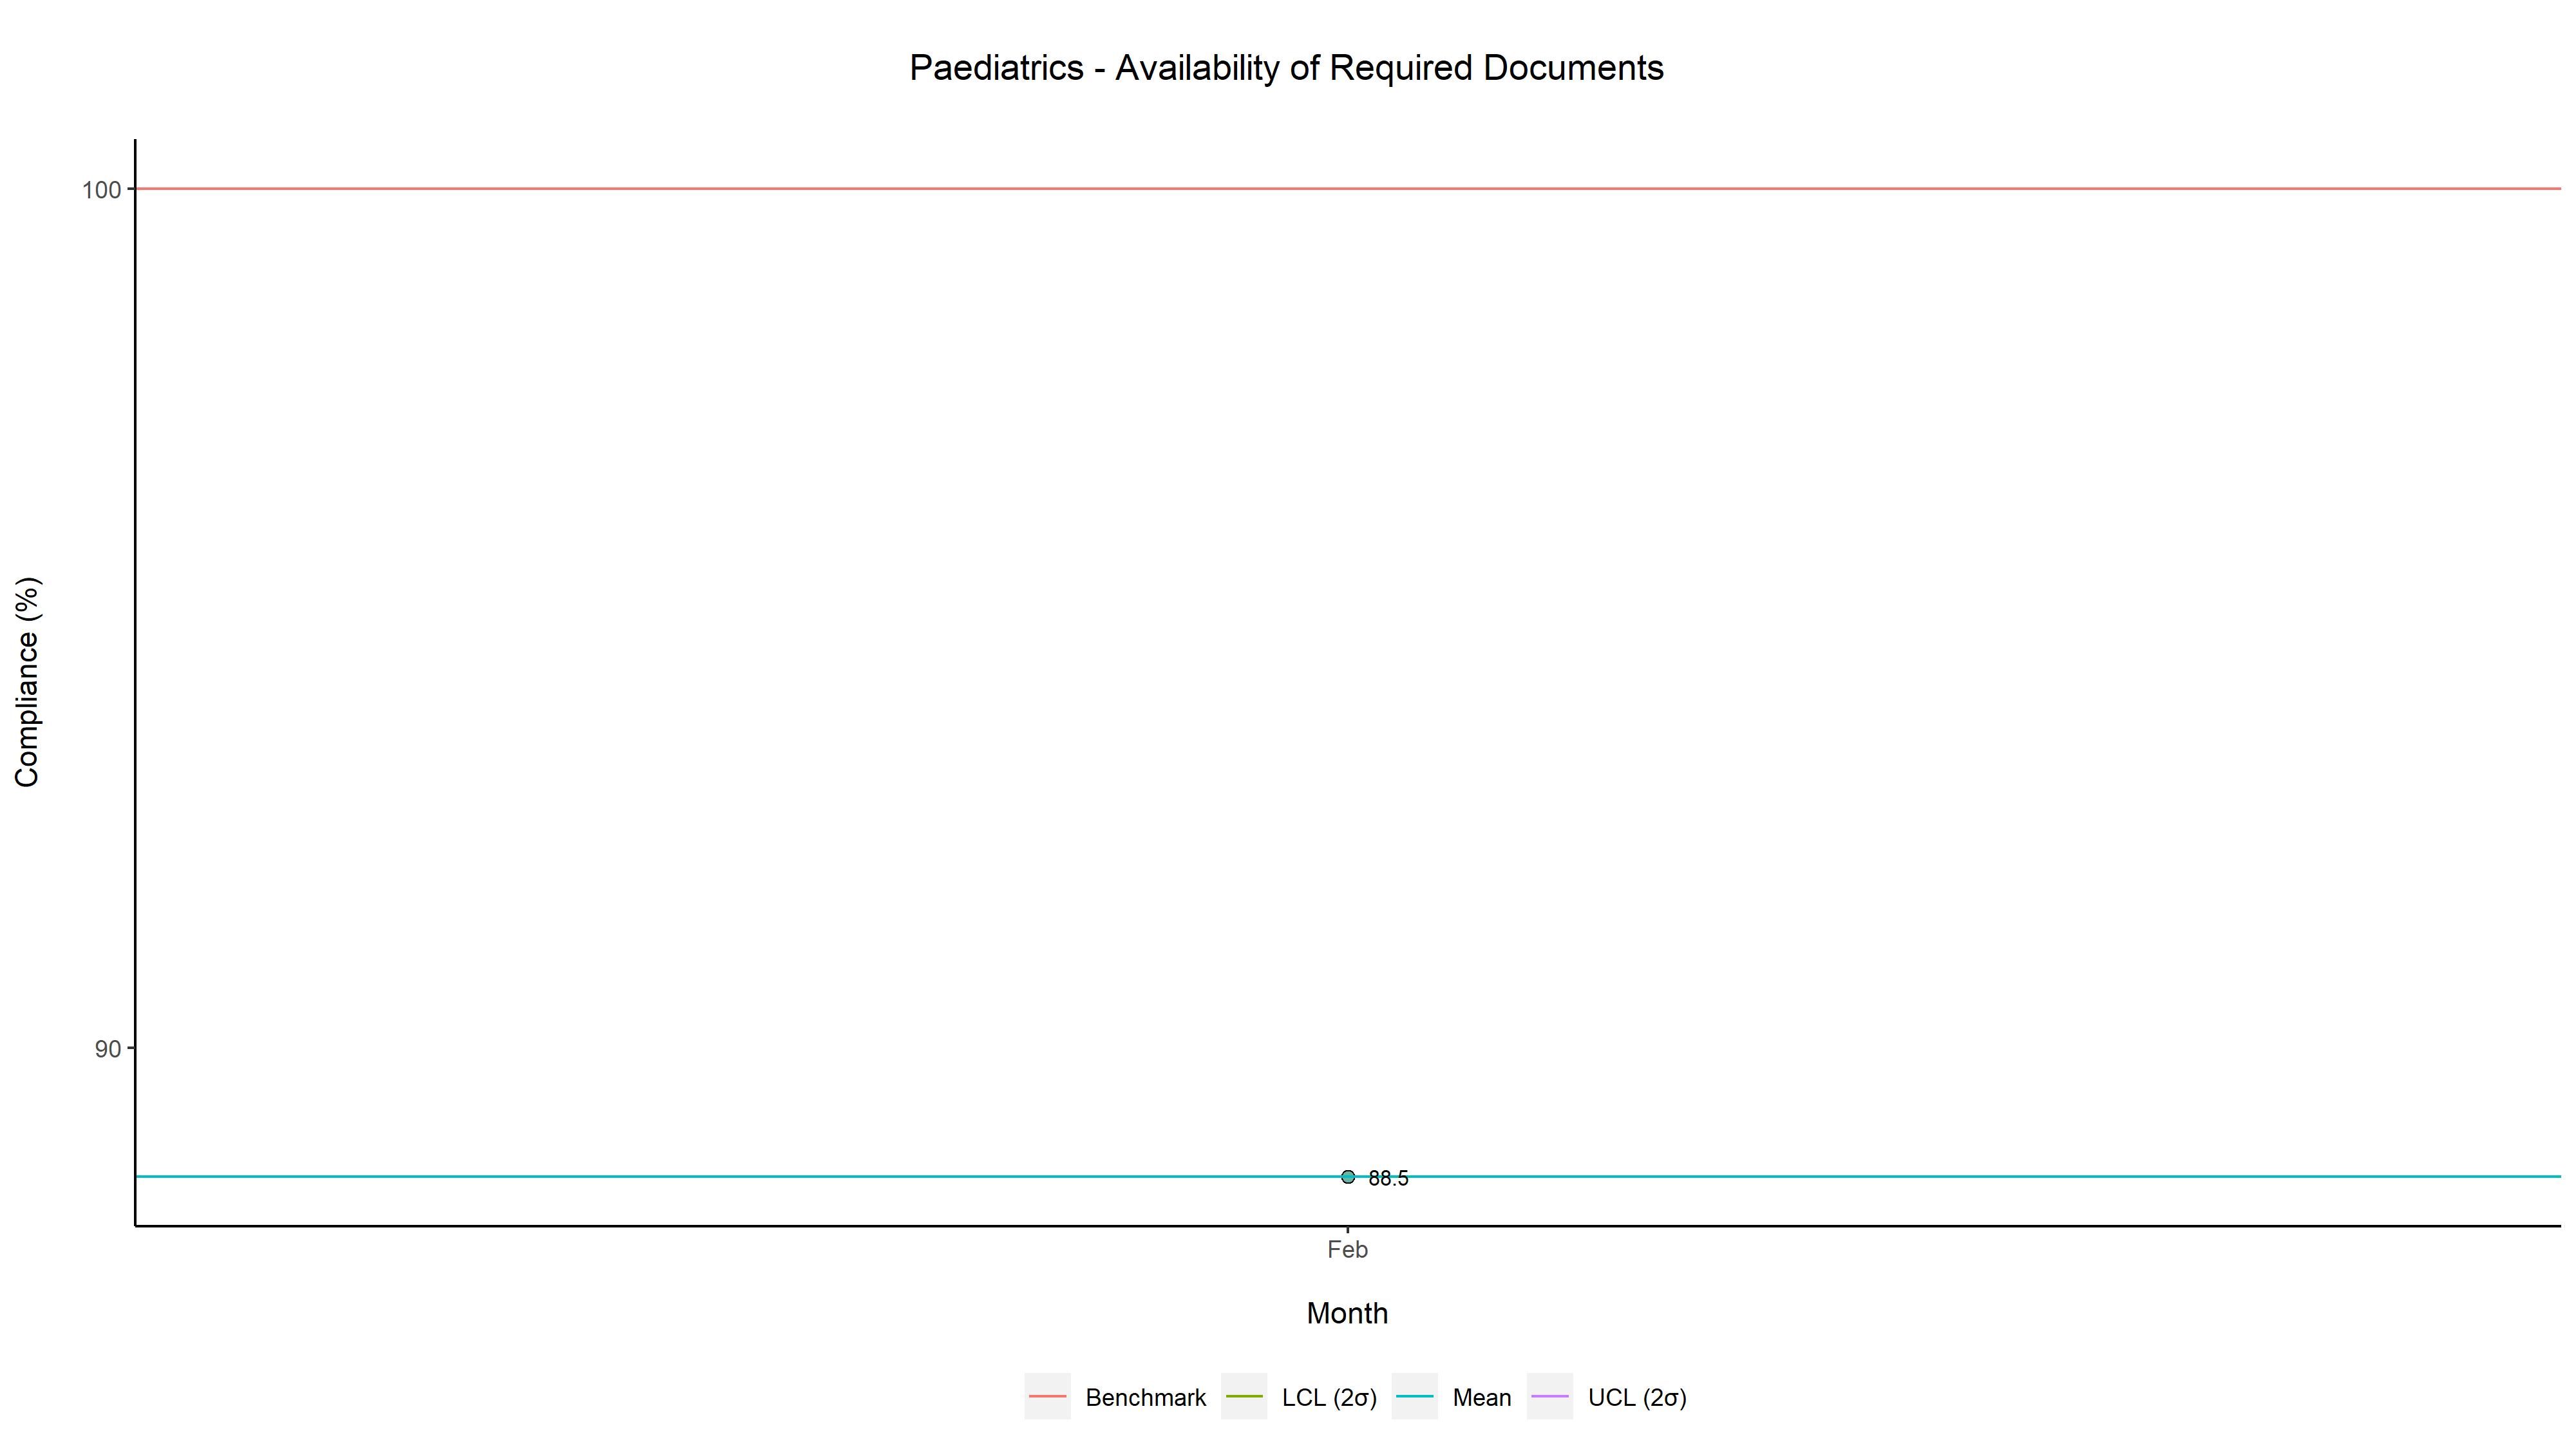 Paediatrics - Availability of Required Documents
Compliance (%)
100
90
88.5
Feb
Month
Benchmark LCL (2σ) Mean UCL (2σ)